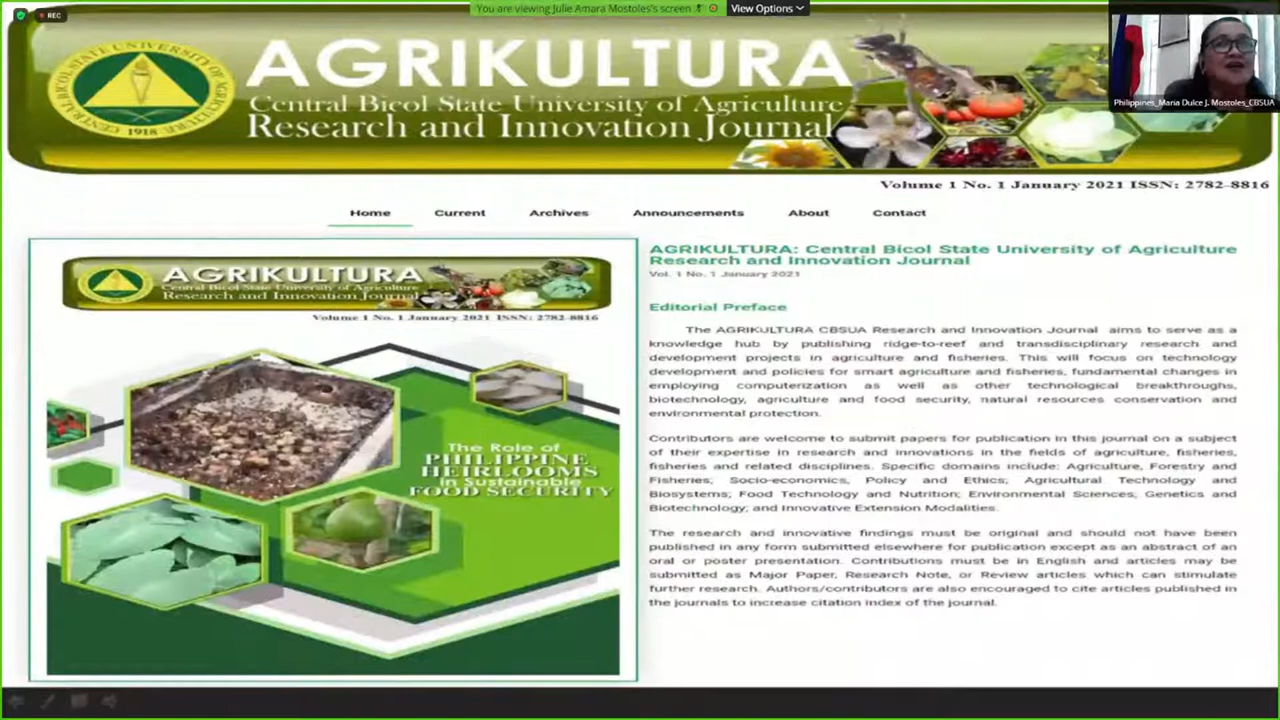 REC
You are viewing Julie Amara Mostoles's screen
View Options
CENTRAL BICOL STATE UNIVERSITY OF AGRICULTURE
1918
AGRIKULTURA
Central Bicol State University of Agriculture
Research and Innovation Journal
Philippines_Maria Dulce J. Mostoles_CBSUA
Volume 1 No. 1 January 2021 ISSN: 2782-8816
Home Current Archives Announcements About Contact
AGRIKULTURA
Central Bicol State University of Agriculture
Research and Innovation Journal
Volume 1 No. 1 January 2021 ISSN: 2782-8816
The Role of
PHILIPPINE
HEIRLOOMS
in Sustainable
FOOD SECURITY
AGRIKULTURA: Central Bicol State University of Agriculture
Research and Innovation Journal
Vol. 1 No. 1 January 2021
Editorial Preface
The AGRIKULTURA CBSUA Research and Innovation Journal aims to serve as a
knowledge hub by publishing ridge-to-reef and transdisciplinary research and
development projects in agriculture and fisheries. This will focus on technology
development and policies for smart agriculture and fisheries, fundamental changes in
employing computerization as well as other technological breakthroughs,
biotechnology, agriculture and food security, natural resources conservation and
environmental protection.
Contributors are welcome to submit papers for publication in this journal on a subject
of their expertise in research and innovations in the fields of agriculture, fisheries,
fisheries and related disciplines. Specific domains include: Agriculture, Forestry and
Fisheries; Socio-economics, Policy and Ethics; Agricultural Technology and
Biosystems; Food Technology and Nutrition; Environmental Sciences, Genetics and
Biotechnology; and Innovative Extension Modalities.
The research and innovative findings must be original and should not have been
published in any form submitted elsewhere for publication except as an abstract of an
oral or poster presentation. Contributions must be in English and articles may be
submitted as Major Paper, Research Note, or Review articles which can stimulate
further research. Authors/contributors are also encouraged to cite articles published in
the journals to increase citation index of the journal.